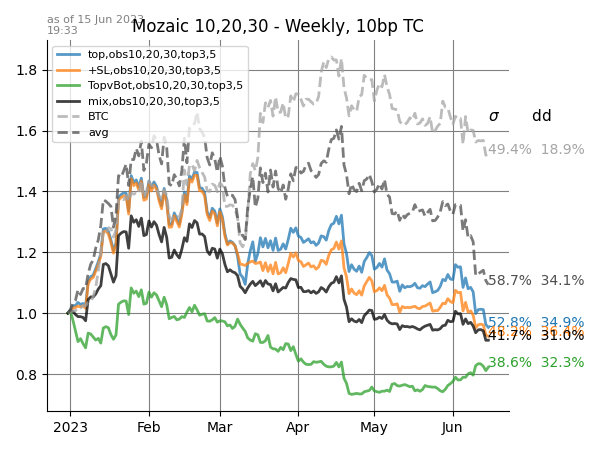 as of 15 Jun 2023
19:33
Mozaic 10,20,30 - Weekly, 10bp TC
top,obs10,20,30,top3,5
+SL,obs10,20,30,top3,5
TopvBot,obs10,20,30,top3,5
mix,obs10,20,30,top3,5
BTC
avg
σ dd
49.4% 18.9%
58.7% 34.1%
52.8% 34.9%
41.7% 31.0%
38.6% 32.3%
1.8
1.6
1.4
1.2
1.0
0.8
2023 Feb Mar Apr May Jun